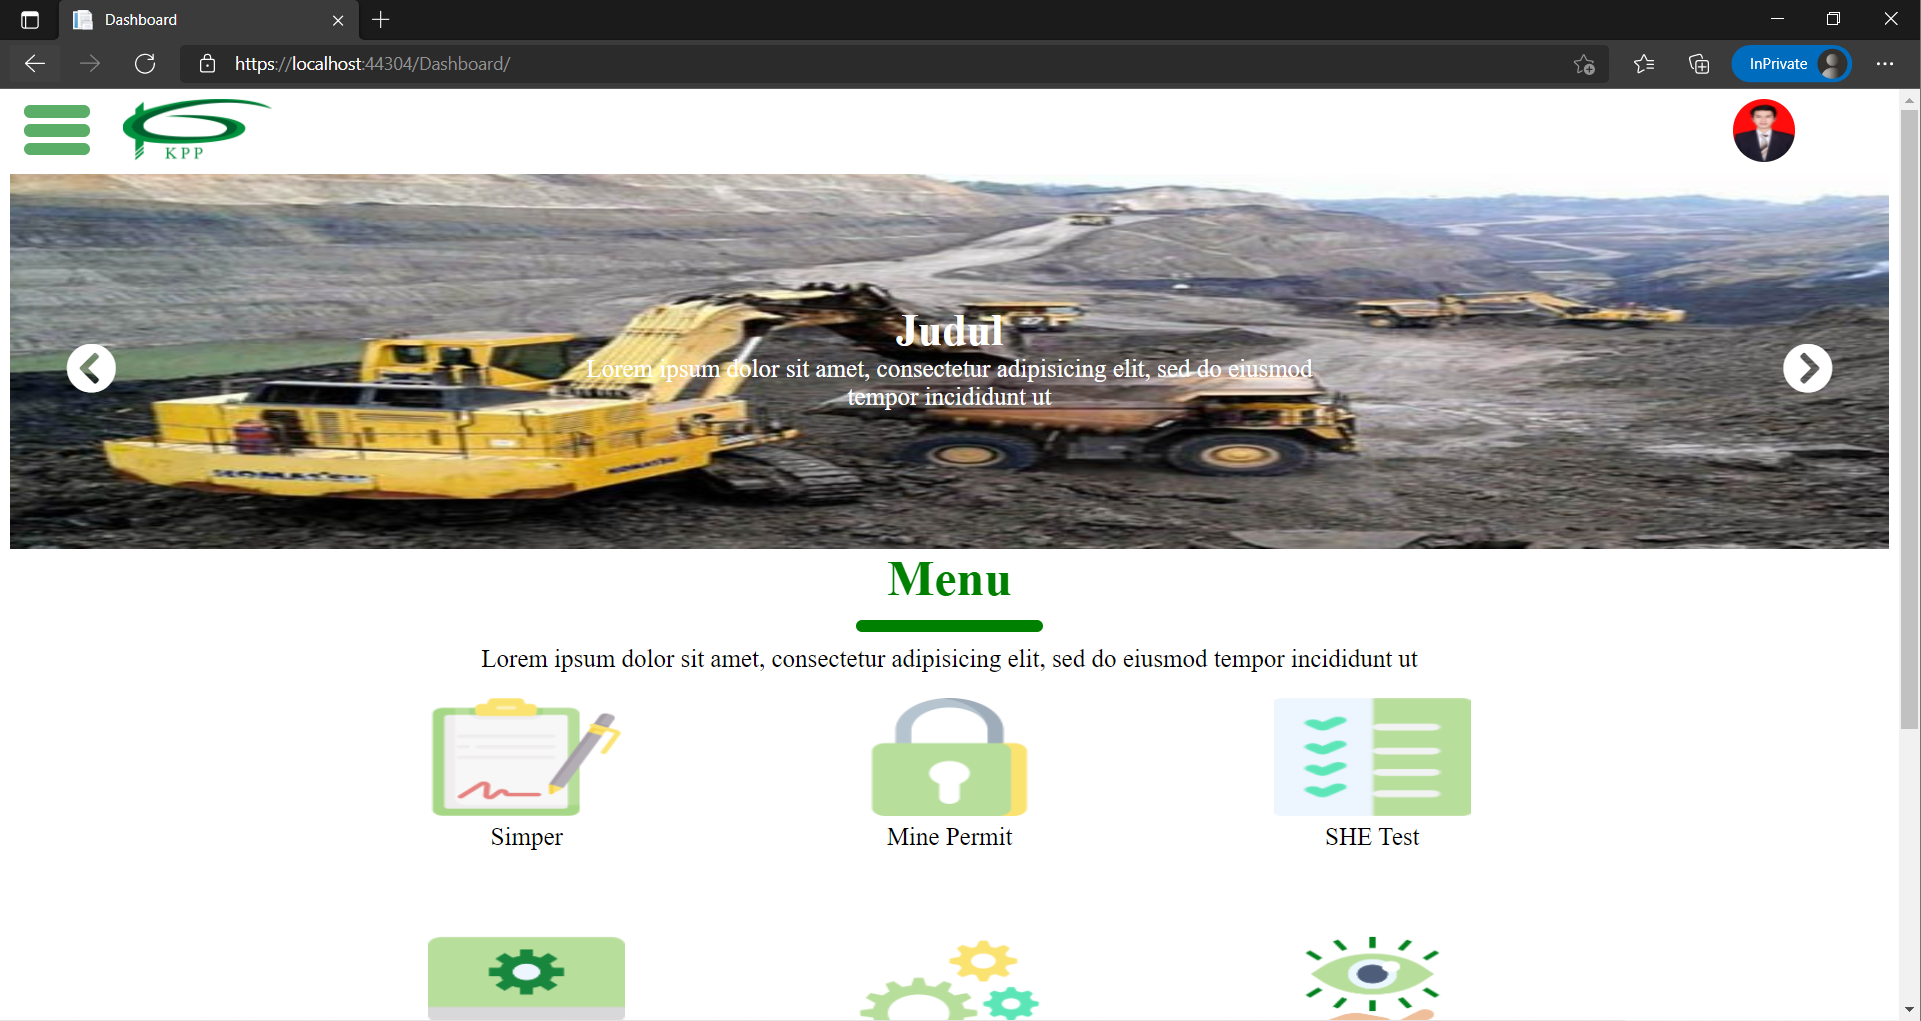 Dashboard
https://localhost:44304/Dashboard/
InPrivate
KPP
Judul
Lorem ipsum dolor sit amet, consectetur adipisicing elit, sed do eiusmod
tempor incididunt ut
Menu
Lorem ipsum dolor sit amet, consectetur adipisicing elit, sed do eiusmod tempor incididunt ut
Simper
Mine Permit
SHE Test